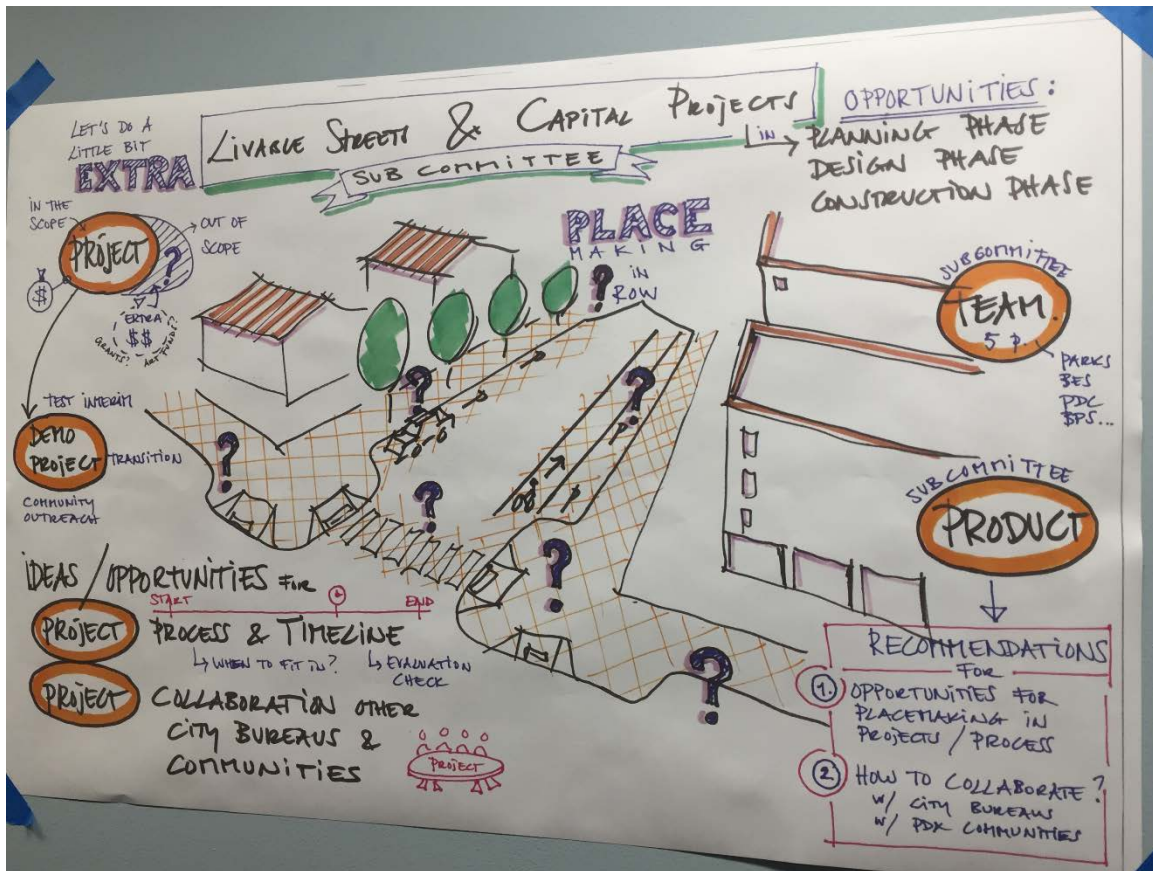 LET'S DO A
LITTLE BIT
EXTRA
LIVABLE STREETS & CAPITAL PROJECTS
SUB COMMITTEE
OPPORTUNITIES:
IN
PLANNING PHASE
DESIGN PHASE
CONSTRUCTION PHASE
IN THE
SCOPE
PROJECT
?
OUT OF
SCOPE
$
EXTRA
$$
GRANTS? ART FUNDS?
TEST INTERIM
DEMO
PROJECT
TRANSITION
COMMUNITY
OUTREACH
PLACE
MAKING
? IN
ROW
?
?
?
?
?
?
SUBCOMMITTEE
TEAM
5 P.
PARKS
BES
PDC
BPS...
SUBCOMMITTEE
PRODUCT
IDEAS / OPPORTUNITIES FOR
START
END
PROJECT
PROCESS & TIMELINE
WHEN TO FIT IN?
EVALUATION
CHECK
PROJECT
COLLABORATION OTHER
CITY BUREAUS &
COMMUNITIES
PROJECT
RECOMMENDATIONS
FOR
1. OPPORTUNITIES FOR
PLACEMAKING IN
PROJECTS / PROCESS
2 HOW TO COLLABORATE?
W/ CITY BUREAUS
W/ PDX COMMUNITIES